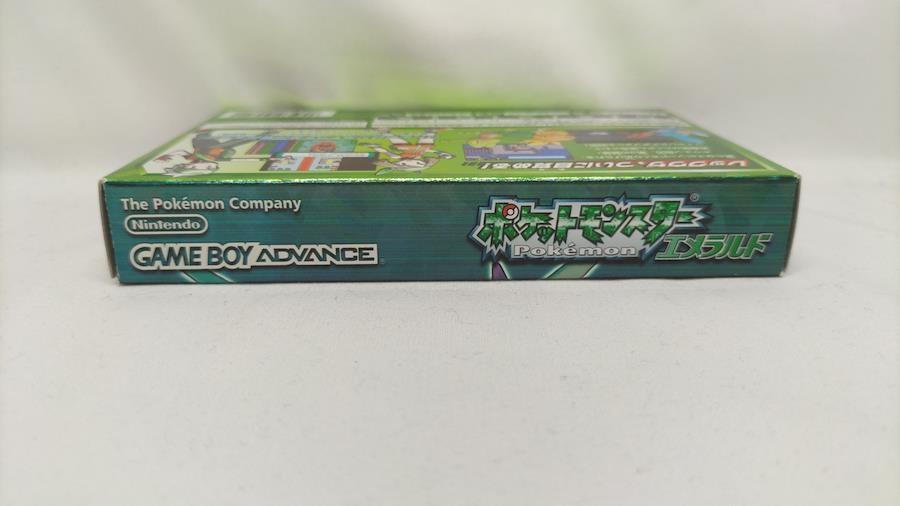 The Pokémon Company
Nintendo
GAME BOY ADVANCE
ポケットモンスター®
Pokémon
エメラルド